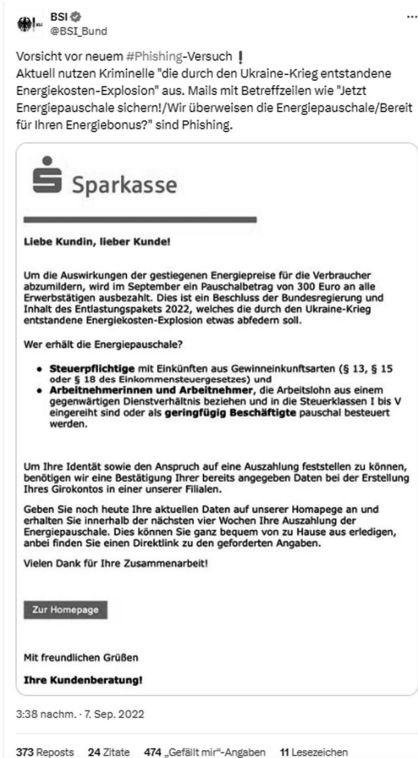 BSI
@BSI_Bund
Vorsicht vor neuem #Phishing-Versuch❗
Aktuell nutzen Kriminelle "die durch den Ukraine-Krieg entstandene
Energiekosten-Explosion" aus. Mails mit Betreffzeilen wie "Jetzt
Energiepauschale sichern!/Wir überweisen die Energiepauschale/Bereit
für Ihren Energiebonus?" sind Phishing.
Sparkasse
Liebe Kundin, lieber Kunde!
Um die Auswirkungen der gestiegenen Energiepreise für die Verbraucher
abzumildern, wird im September ein Pauschalbetrag von 300 Euro an alle
Erwerbstätigen ausbezahlt. Dies ist ein Beschluss der Bundesregierung und
Inhalt des Entlastungspakets 2022, welches die durch den Ukraine-Krieg
entstandene Energiekosten-Explosion etwas abfedern soll.
Wer erhält die Energiepauschale?
• Steuerpflichtige mit Einkünften aus Gewinneinkunftsarten (§ 13, § 15
oder § 18 des Einkommensteuergesetzes) und
• Arbeitnehmerinnen und Arbeitnehmer, die Arbeitslohn aus einem
gegenwärtigen Dienstverhältnis beziehen und in die Steuerklassen I bis V
eingereiht sind oder als geringfügig Beschäftigte pauschal besteuert
werden.
Um Ihre Identät sowie den Anspruch auf eine Auszahlung feststellen zu können,
benötigen wir eine Bestätigung Ihrer bereits angegeben Daten bei der Erstellung
Ihres Girokontos in einer unserer Filialen.
Geben Sie noch heute Ihre aktuellen Daten auf unserer Homapege an und
erhalten Sie innerhalb der nächsten vier Wochen Ihre Auszahlung der
Energiepauschale. Dies können Sie ganz bequem von zu Hause aus erledigen,
anbei finden Sie einen Direktlink zu den geforderten Angaben.
Vielen Dank für Ihre Zusammenarbeit!
Zur Homepage
Mit freundlichen Grüßen
Ihre Kundenberatung!
3:38 nachm. · 7. Sep. 2022
373 Reposts 24 Zitate 474 „Gefällt mir“-Angaben 11 Lesezeichen